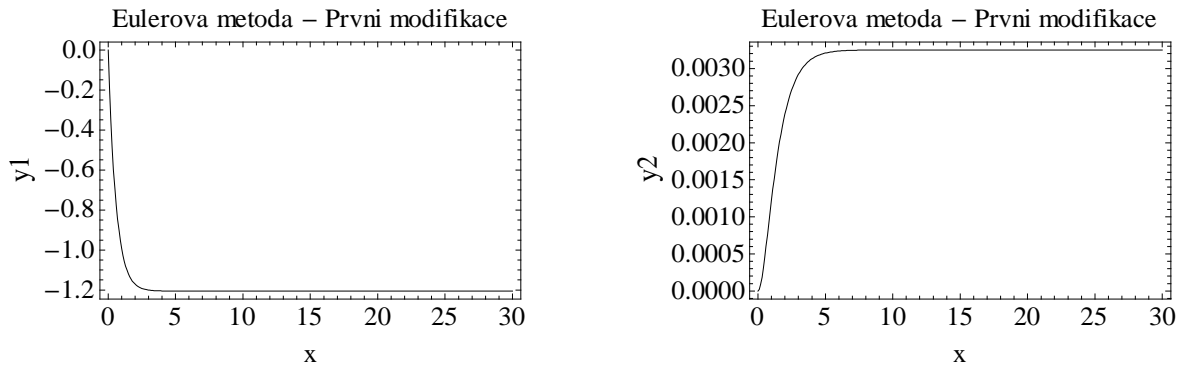 Eulerova metoda − Prvni modifikace
0.0
−0.2
−0.4
−0.6
−0.8
−1.0
−1.2
y1
0 5 10 15 20 25 30
x
Eulerova metoda − Prvni modifikace
0.0030
0.0025
0.0020
0.0015
0.0010
0.0005
0.0000
y2
0 5 10 15 20 25 30
x